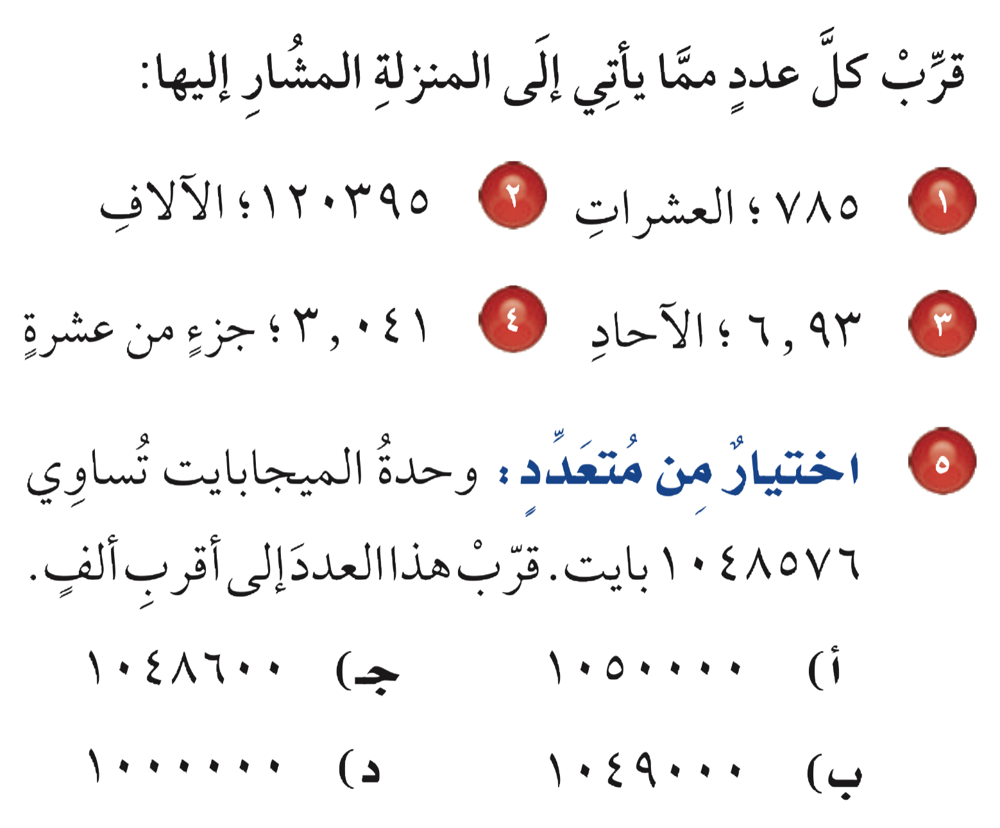 قرِّبْ كلَّ عددٍ ممَّا يأتِي إلَى المنزلةِ المشُارِ إليها:
١ ٧٨٥ ؛ العشراتِ ٢ ١٢٠٣٩٥ ؛ الآلافِ
٣ ٦,٩٣ ؛ الآحادِ ٤ ٣,٠٤١ ؛ جزءٍ من عشرةٍ
٥ اختيارٌ مِن مُتعَدِّدٍ: وحدةُ الميجابايت تُساوِي
١٠٤٨٥٧٦ بايت. قرّبْ هذا العددَ إلى أقربِ ألفٍ.
أ) ١٠٥٠٠٠٠ جـ) ١٠٤٨٦٠٠
ب) ١٠٤٩٠٠٠ د) ١٠٠٠٠٠٠